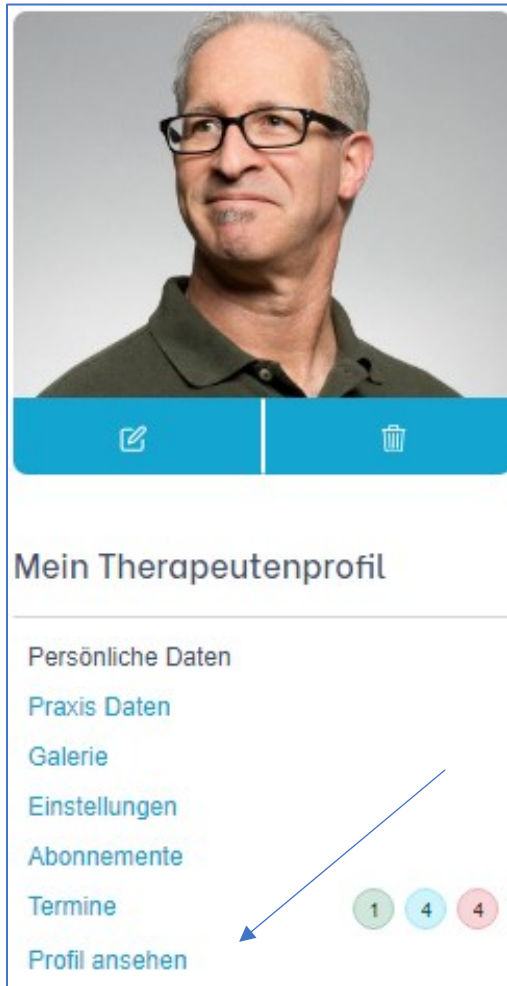 Mein Therapeutenprofil
Persönliche Daten
Praxis Daten
Galerie
Einstellungen
Abonnemente
Termine 1 4 4
Profil ansehen